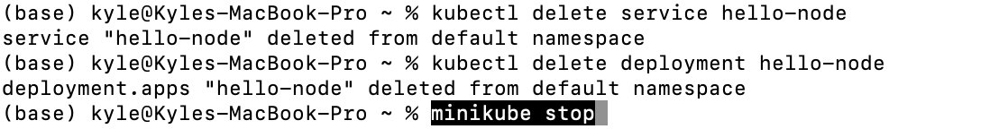 (base) kyle@Kyles-MacBook-Pro ~ % kubectl delete service hello-node
service "hello-node" deleted from default namespace
(base) kyle@Kyles-MacBook-Pro ~ % kubectl delete deployment hello-node
deployment.apps "hello-node" deleted from default namespace
(base) kyle@Kyles-MacBook-Pro ~ % minikube stop